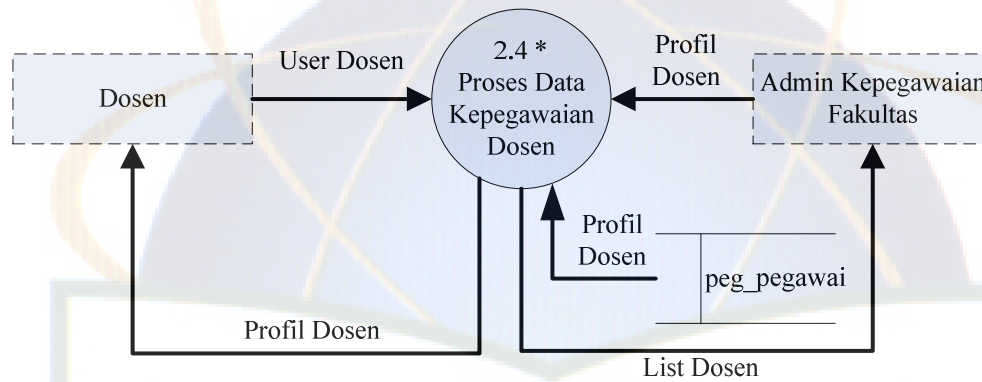 User Dosen
Dosen
2.4 *
Proses Data
Kepegawaian
Dosen
Profil
Dosen
Admin Kepegawaian
Fakultas
Profil
Dosen
peg_pegawai
Profil Dosen
List Dosen